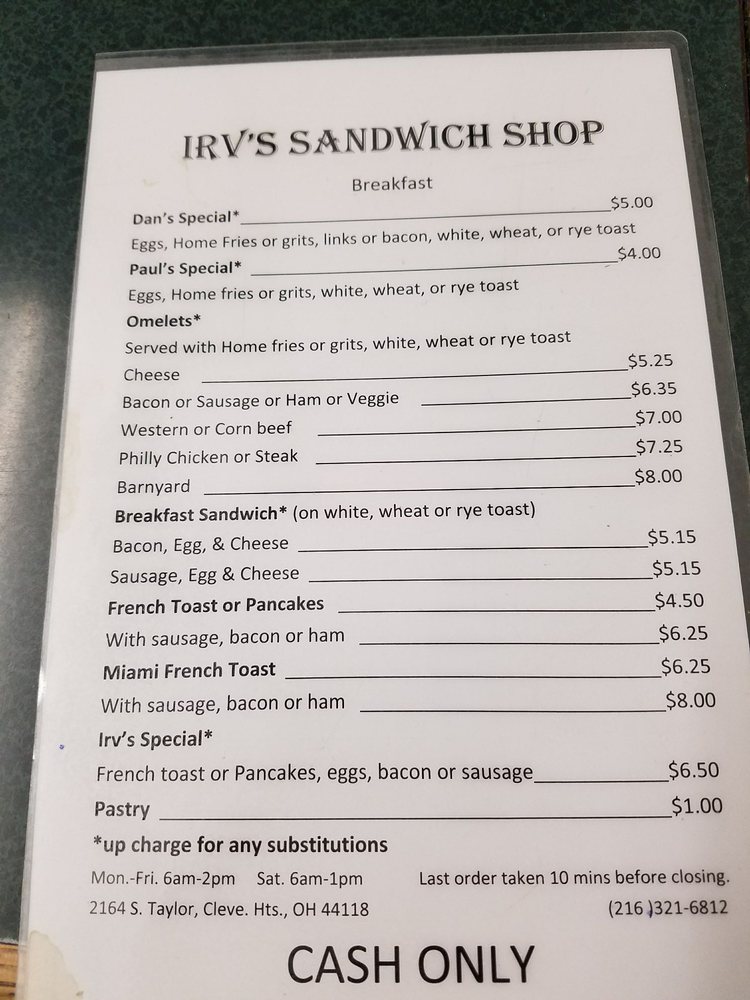 IRV'S SANDWICH SHOP
Breakfast
Dan's Special* $5.00
Eggs, Home Fries or grits, links or bacon, white, wheat, or rye toast
Paul's Special* $4.00
Eggs, Home fries or grits, white, wheat, or rye toast
Omelets*
Served with Home fries or grits, white, wheat or rye toast
Cheese $5.25
Bacon or Sausage or Ham or Veggie $6.35
Western or Corn beef $7.00
Philly Chicken or Steak $7.25
Barnyard $8.00
Breakfast Sandwich* (on white, wheat or rye toast)
Bacon, Egg, & Cheese $5.15
Sausage, Egg & Cheese $5.15
French Toast or Pancakes $4.50
With sausage, bacon or ham $6.25
Miami French Toast $6.25
With sausage, bacon or ham $8.00
Irv's Special*
French toast or Pancakes, eggs, bacon or sausage $6.50
Pastry $1.00
*up charge for any substitutions
Mon.-Fri. 6am-2pm Sat. 6am-1pm Last order taken 10 mins before closing.
2164 S. Taylor, Cleve. Hts., OH 44118 (216 )321-6812
CASH ONLY